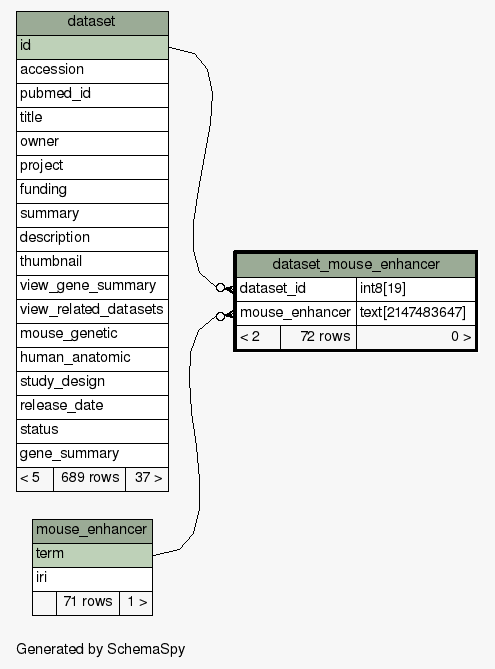 dataset
id
accession
pubmed_id
title
owner
project
funding
summary
description
thumbnail
view_gene_summary
view_related_datasets
mouse_genetic
human_anatomic
study_design
release_date
status
gene_summary
< 5 689 rows 37 >
dataset_mouse_enhancer
dataset_id int8[19]
mouse_enhancer text[2147483647]
< 2 72 rows 0 >
mouse_enhancer
term
iri
71 rows 1 >
Generated by SchemaSpy